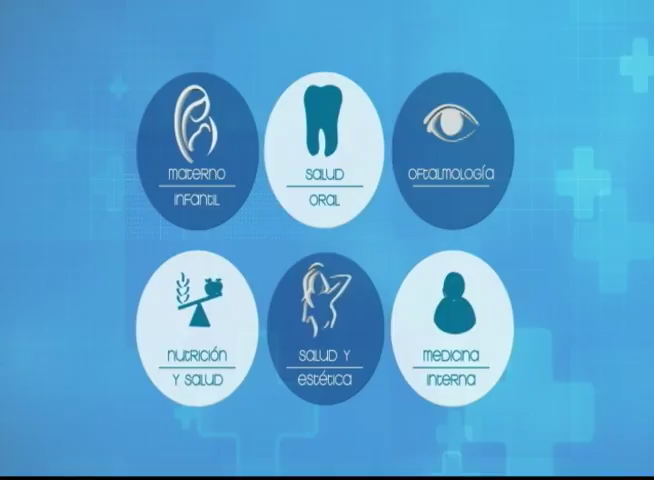 materno
infantil
salud
oral
oftalmología
nutrición
y salud
salud y
estética
medicina
interna